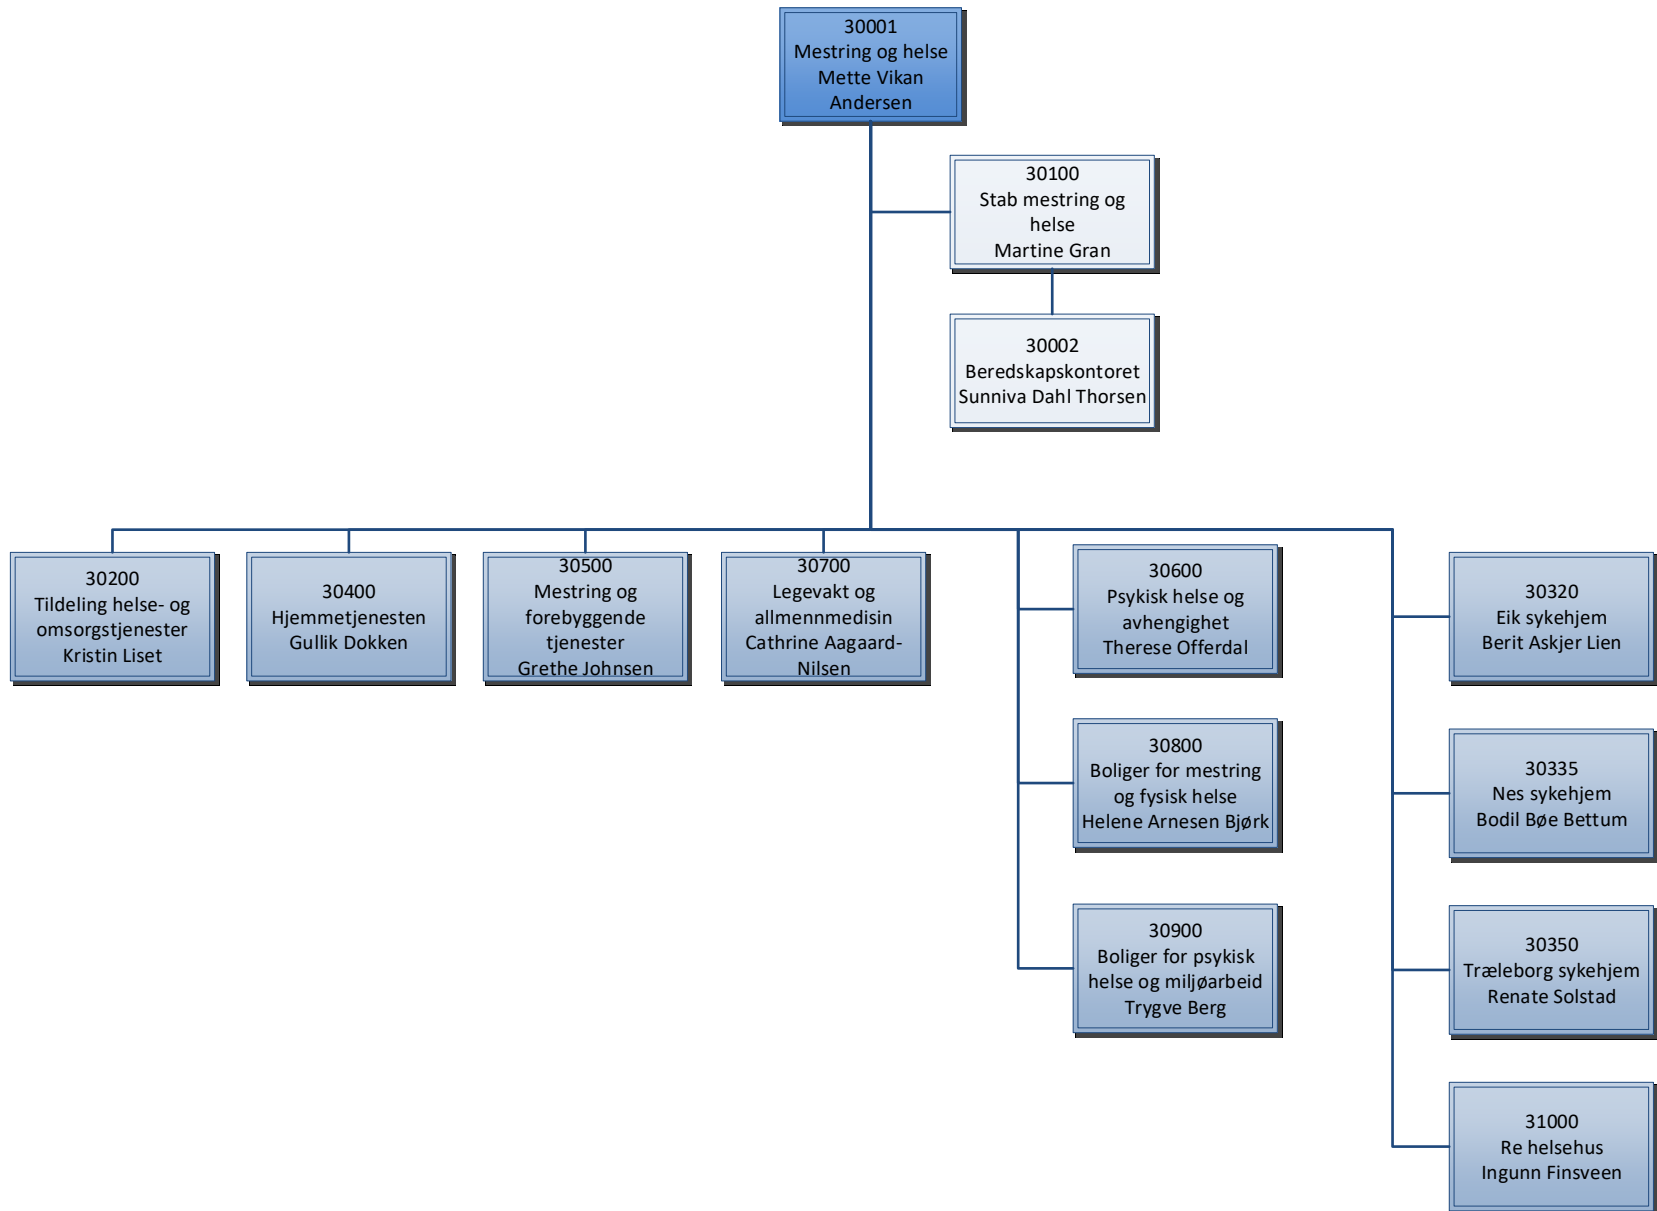 30001
Mestring og helse
Mette Vikan
Andersen
30100
Stab mestring og
helse
Martine Gran
30002
Beredskapskontoret
Sunniva Dahl Thorsen
30200
Tildeling helse- og
omsorgstjenester
Kristin Liset
30400
Hjemmetjenesten
Gullik Dokken
30500
Mestring og
forebyggende
tjenester
Grethe Johnsen
30700
Legevakt og
allmennmedisin
Cathrine Aagaard-
Nilsen
30600
Psykisk helse og
avhengighet
Therese Offerdal
30800
Boliger for mestring
og fysisk helse
Helene Arnesen Bjørk
30900
Boliger for psykisk
helse og miljøarbeid
Trygve Berg
30320
Eik sykehjem
Berit Askjer Lien
30335
Nes sykehjem
Bodil Bøe Bettum
30350
Træleborg sykehjem
Renate Solstad
31000
Re helsehus
Ingunn Finsveen